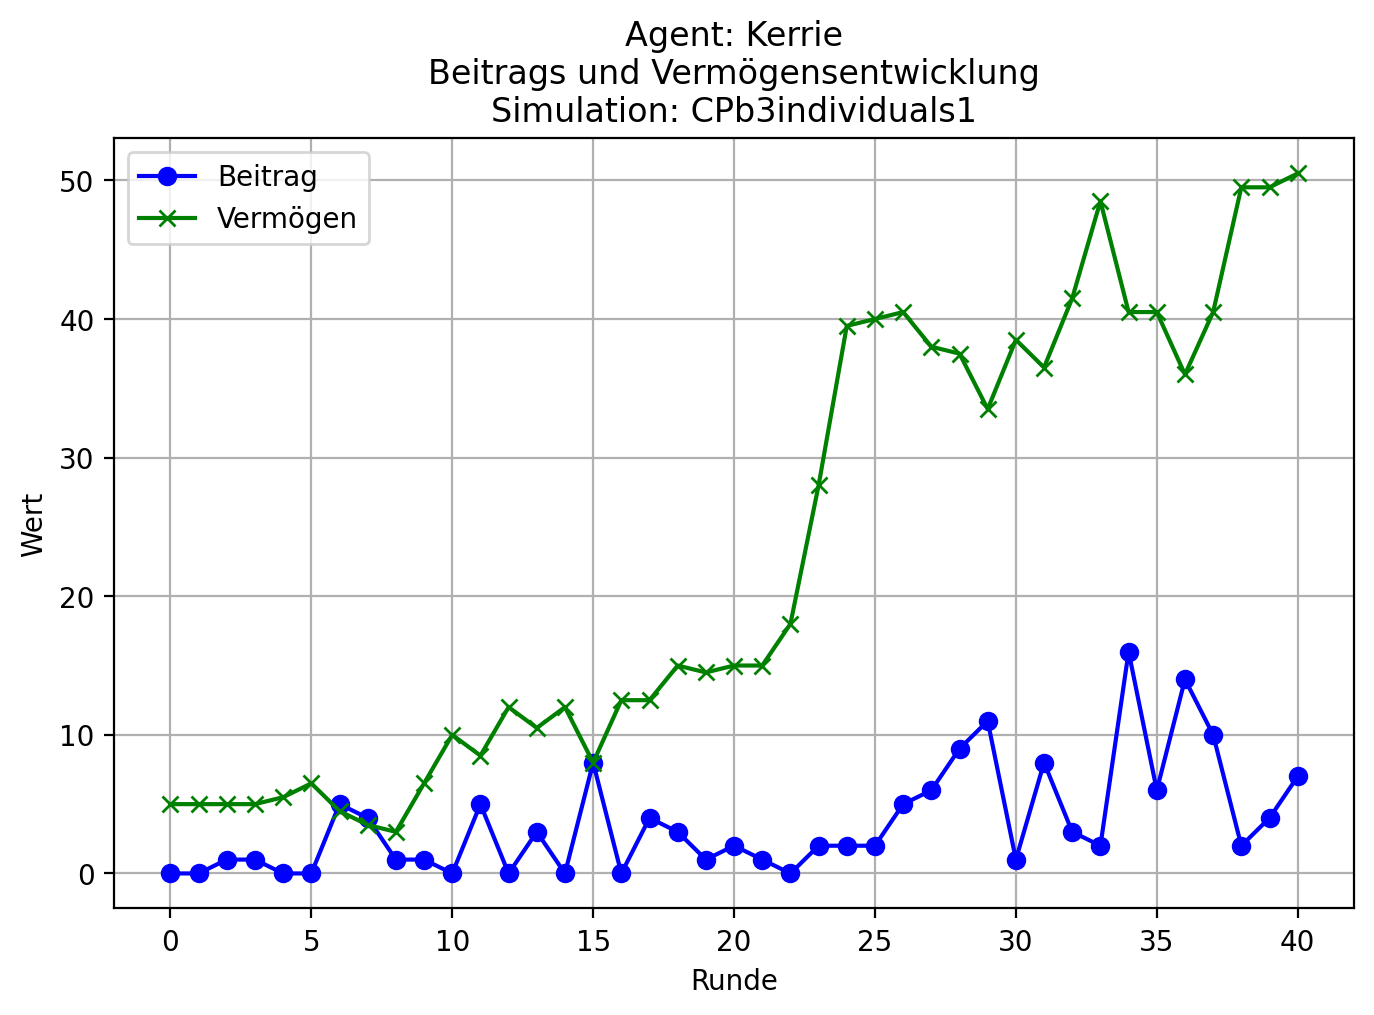 Agent: Kerrie
Beitrags und Vermögensentwicklung
Simulation: CPb3individuals1
Beitrag
Vermögen
50
40
30
20
10
0
Wert
0 5 10 15 20 25 30 35 40
Runde